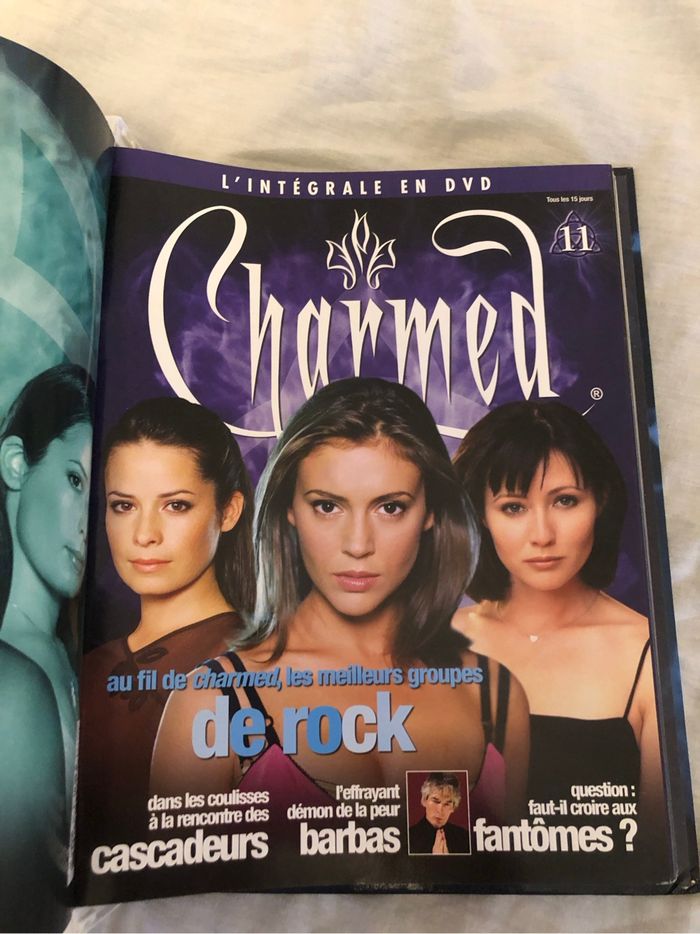 L'INTÉGRALE EN DVD
Tous les 15 jours
11
Charmed
®
au fil de charmed, les meilleurs groupes
de rock
dans les coulisses
à la rencontre des
cascadeurs
l'effrayant
démon de la peur
barbas
question :
faut-il croire aux
fantômes ?